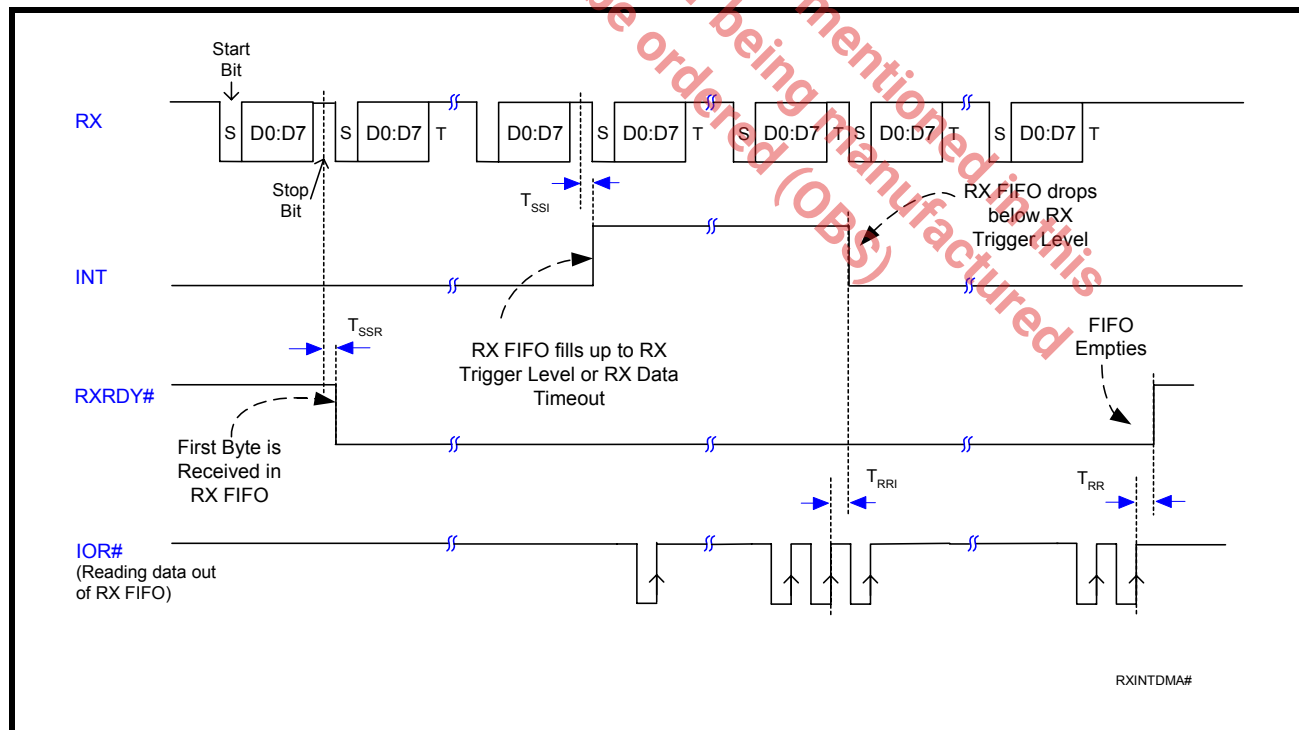 mentioned in this
being manufactured
be ordered (OBS)
Start
Bit
RX
S D0:D7 S D0:D7 T D0:D7 S D0:D7 T S D0:D7 T S D0:D7 T S D0:D7 T
Stop
Bit
TSSI
RX FIFO drops
below RX
Trigger Level
INT
TSSR
RX FIFO fills up to RX
Trigger Level or RX Data
Timeout
FIFO
Empties
RXRDY#
First Byte is
Received in
RX FIFO
TRRI
TRR
IOR#
(Reading data out
of RX FIFO)
RXINTDMA#